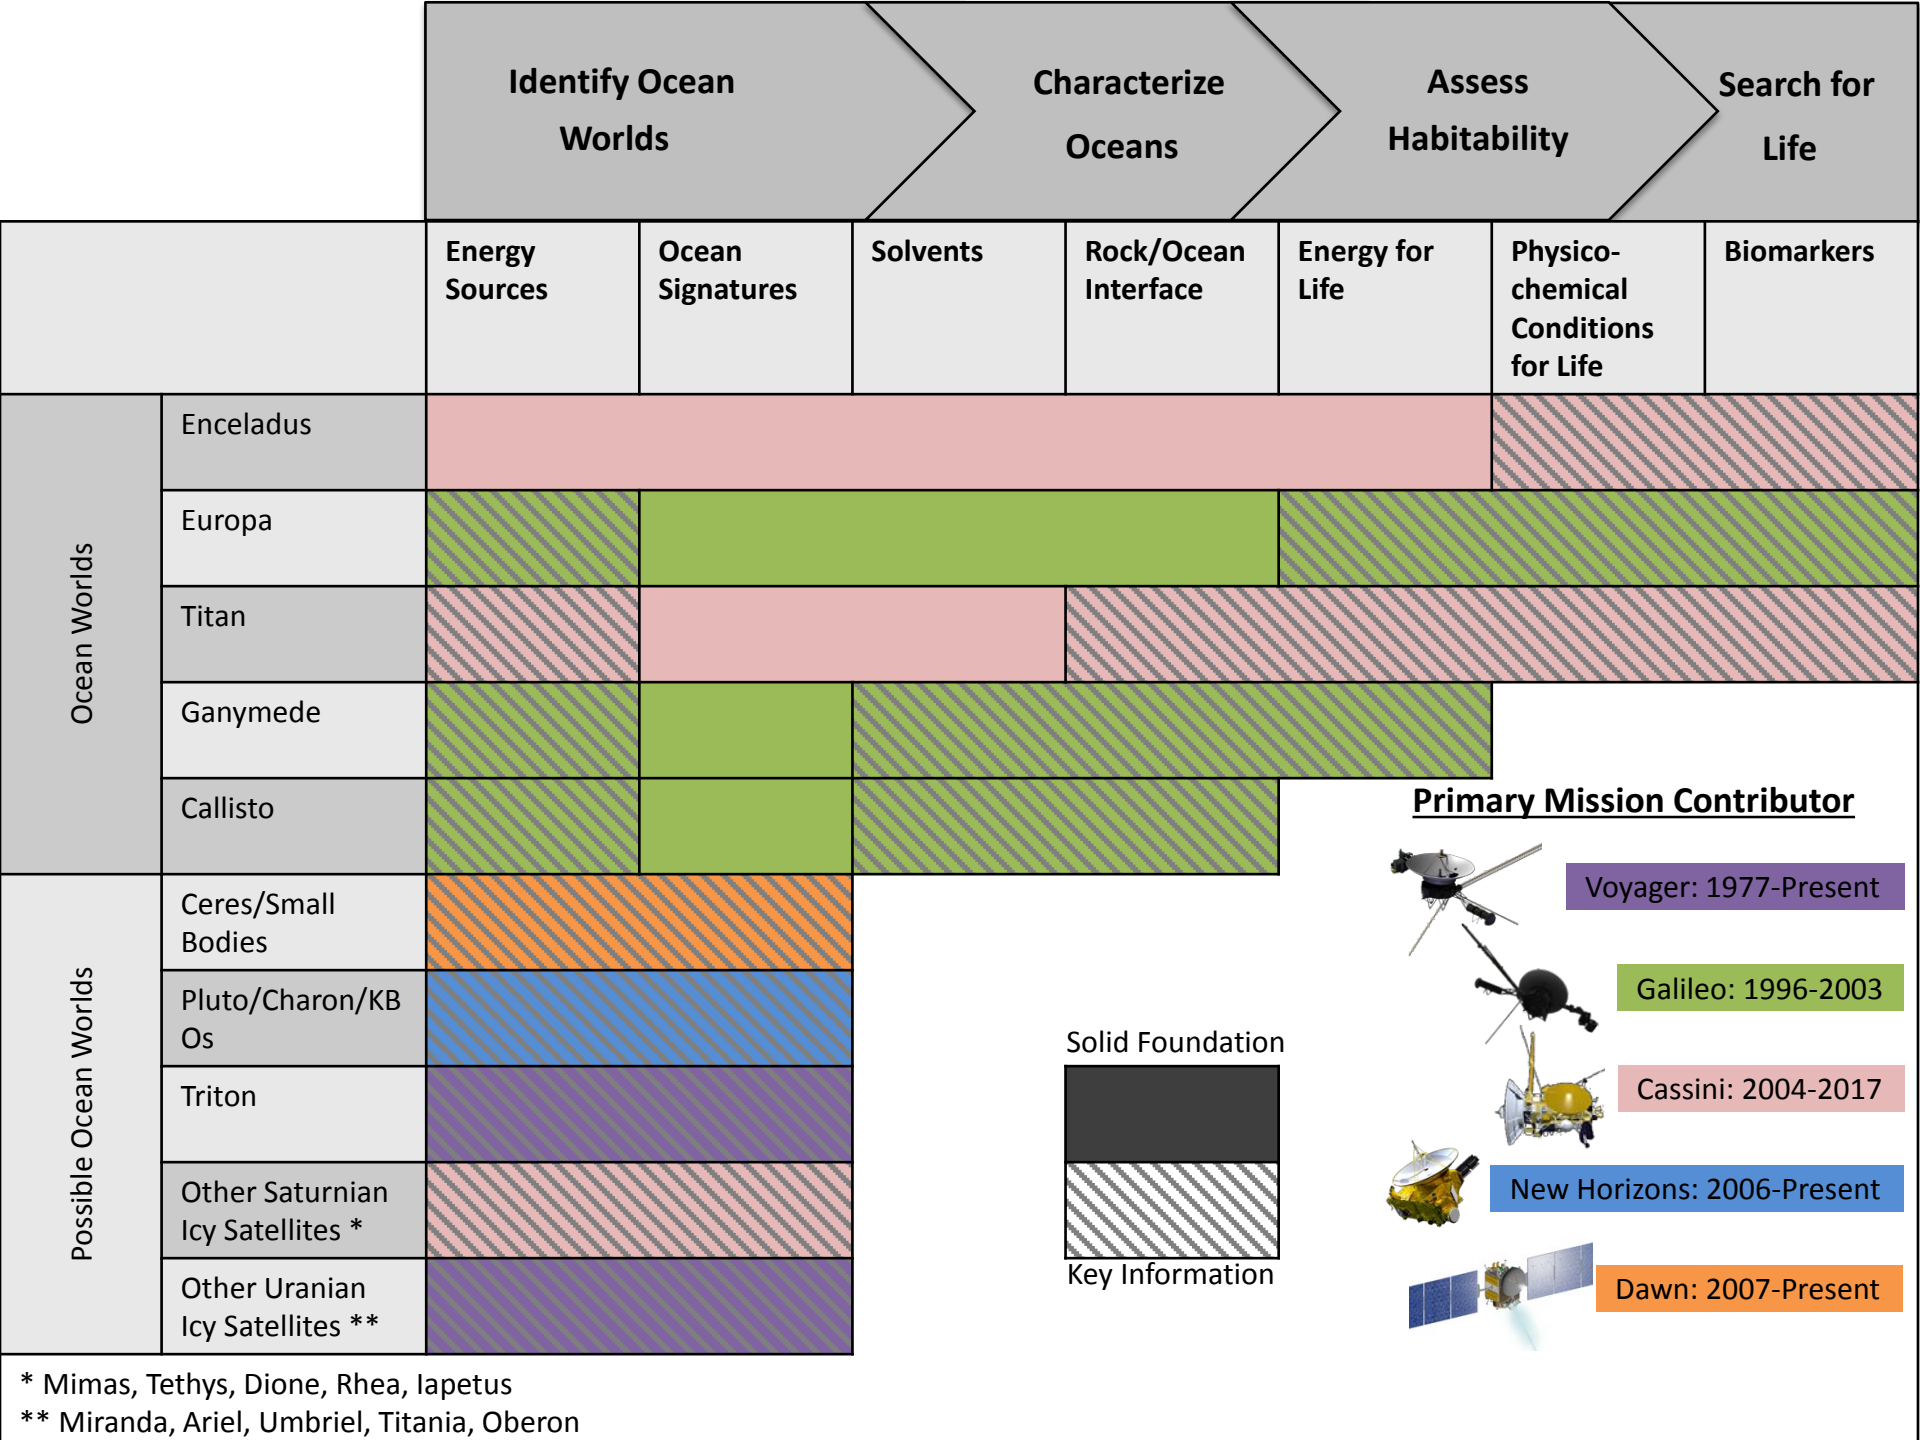 Identify Ocean
Worlds
Characterize
Oceans
Assess
Habitability
Search for
Life
Energy
Sources
Ocean
Signatures
Solvents
Rock/Ocean
Interface
Energy for
Life
Physico-
chemical
Conditions
for Life
Biomarkers
Ocean Worlds
Enceladus
Europa
Titan
Ganymede
Callisto
Possible Ocean Worlds
Ceres/Small
Bodies
Pluto/Charon/KB
Os
Triton
Other Saturnian
Icy Satellites *
Other Uranian
Icy Satellites **
Solid Foundation
Key Information
Primary Mission Contributor
Voyager: 1977-Present
Galileo: 1996-2003
Cassini: 2004-2017
New Horizons: 2006-Present
Dawn: 2007-Present
* Mimas, Tethys, Dione, Rhea, Iapetus
** Miranda, Ariel, Umbriel, Titania, Oberon